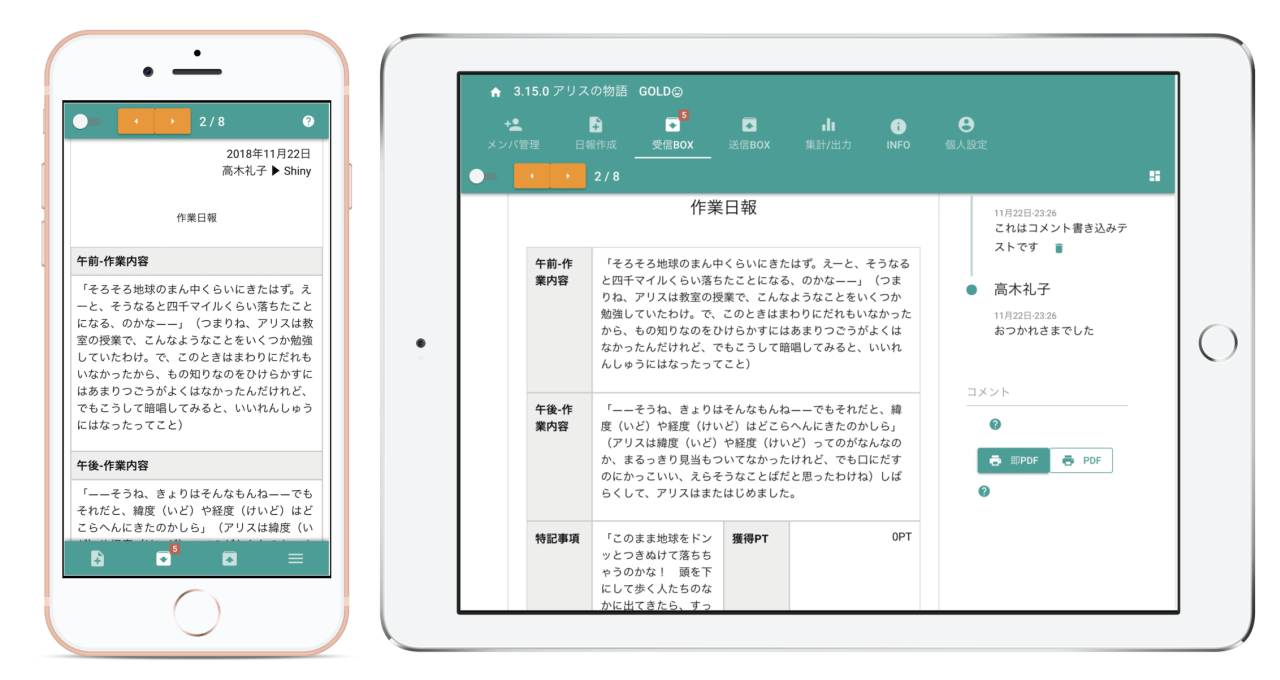 2 / 8
2018年11月22日
高木礼子 ▶ Shiny
作業日報
午前-作業内容
「そろそろ地球のまん中くらいにきたはず。え
ーと、そうなると四千マイルくらい落ちたこと
になる、のかなーー」（つまりね、アリスは教
室の授業で、こんなようなことをいくつか勉強
していたわけ。で、このときはまわりにだれも
いなかったから、もの知りなのをひけらかすに
はあまりつごうがよくはなかったんだけれど、
でもこうして暗唱してみると、いいれんしゅう
にはなったってこと）
午後-作業内容
「ーーそうね、きょりはそんなもんねーーでも
それだと、緯度（いど）や経度（けいど）はど
こらへんにきたのかしら」（アリスは緯度（い
5
3.15.0 アリスの物語 GOLD☺
メンバ管理
日報作成
5
受信BOX
送信BOX
集計/出力
INFO
個人設定
2 / 8
作業日報
午前-作
業内容
「そろそろ地球のまん中くらいにきたはず。えーと、そうなる
と四千マイルくらい落ちたことになる、のかなーー」（つま
りね、アリスは教室の授業で、こんなようなことをいくつか
勉強していたわけ。で、このときはまわりにだれもいなかった
から、もの知りなのをひけらかすにはあまりつごうがよくは
なかったんだけれど、でもこうして暗唱してみると、いいれ
んしゅうにはなったってこと）
午後-作
業内容
「ーーそうね、きょりはそんなもんねーーでもそれだと、緯
度（いど）や経度（けいど）はどこらへんにきたのかしら」
（アリスは緯度（いど）や経度（けいど）ってのがなんなの
か、まるっきり見当もついてなかったけれど、でも口にだす
のにかっこいい、えらそうなことばだと思ったわけね）しば
らくして、アリスはまたはじめました。
特記事項
「このまま地球をドン
ッとつきぬけて落ちち
ゃうのかな！　頭を下
にして歩く人たちのな
かに出てきたら、すっ
獲得PT
0PT
11月22日-23:26
これはコメント書き込みテ
ストです
高木礼子
11月22日-23:26
おつかれさまでした
コメント
即PDF
PDF